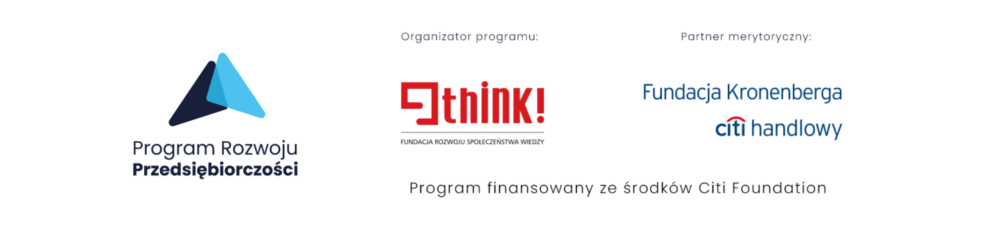 Program Rozwoju
Przedsiębiorczości
Organizator programu:
think!
FUNDACJA ROZWOJU SPOŁECZEŃSTWA WIEDZY
Partner merytoryczny:
Fundacja Kronenberga
citi handlowy
Program finansowany ze środków Citi Foundation